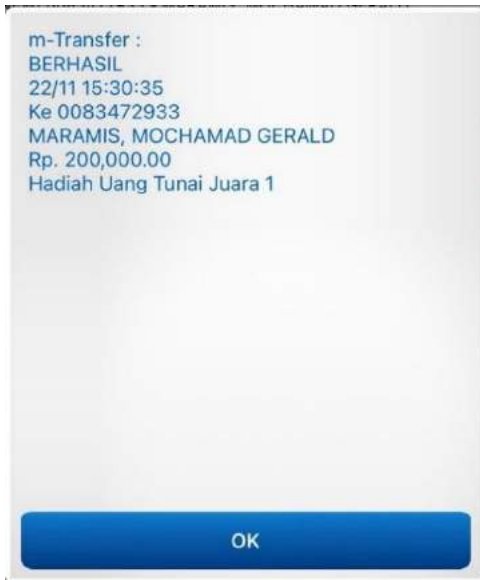 m-Transfer :
BERHASIL
22/11 15:30:35
Ke 0083472933
MARAMIS, MOCHAMAD GERALD
Rp. 200,000.00
Hadiah Uang Tunai Juara 1
OK